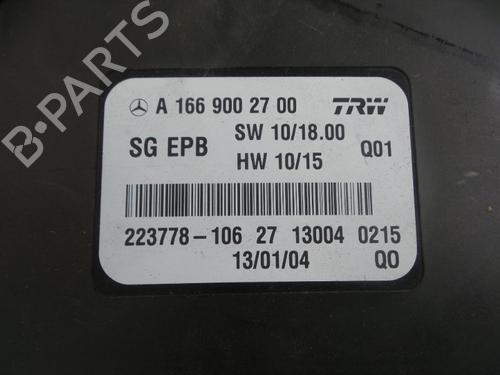 A 166 900 27 00 TRW
SW 10/18.00
SG EPB Q01
HW 10/15
223778-106 27 13004 0215
13/01/04 QO
B-PARTS